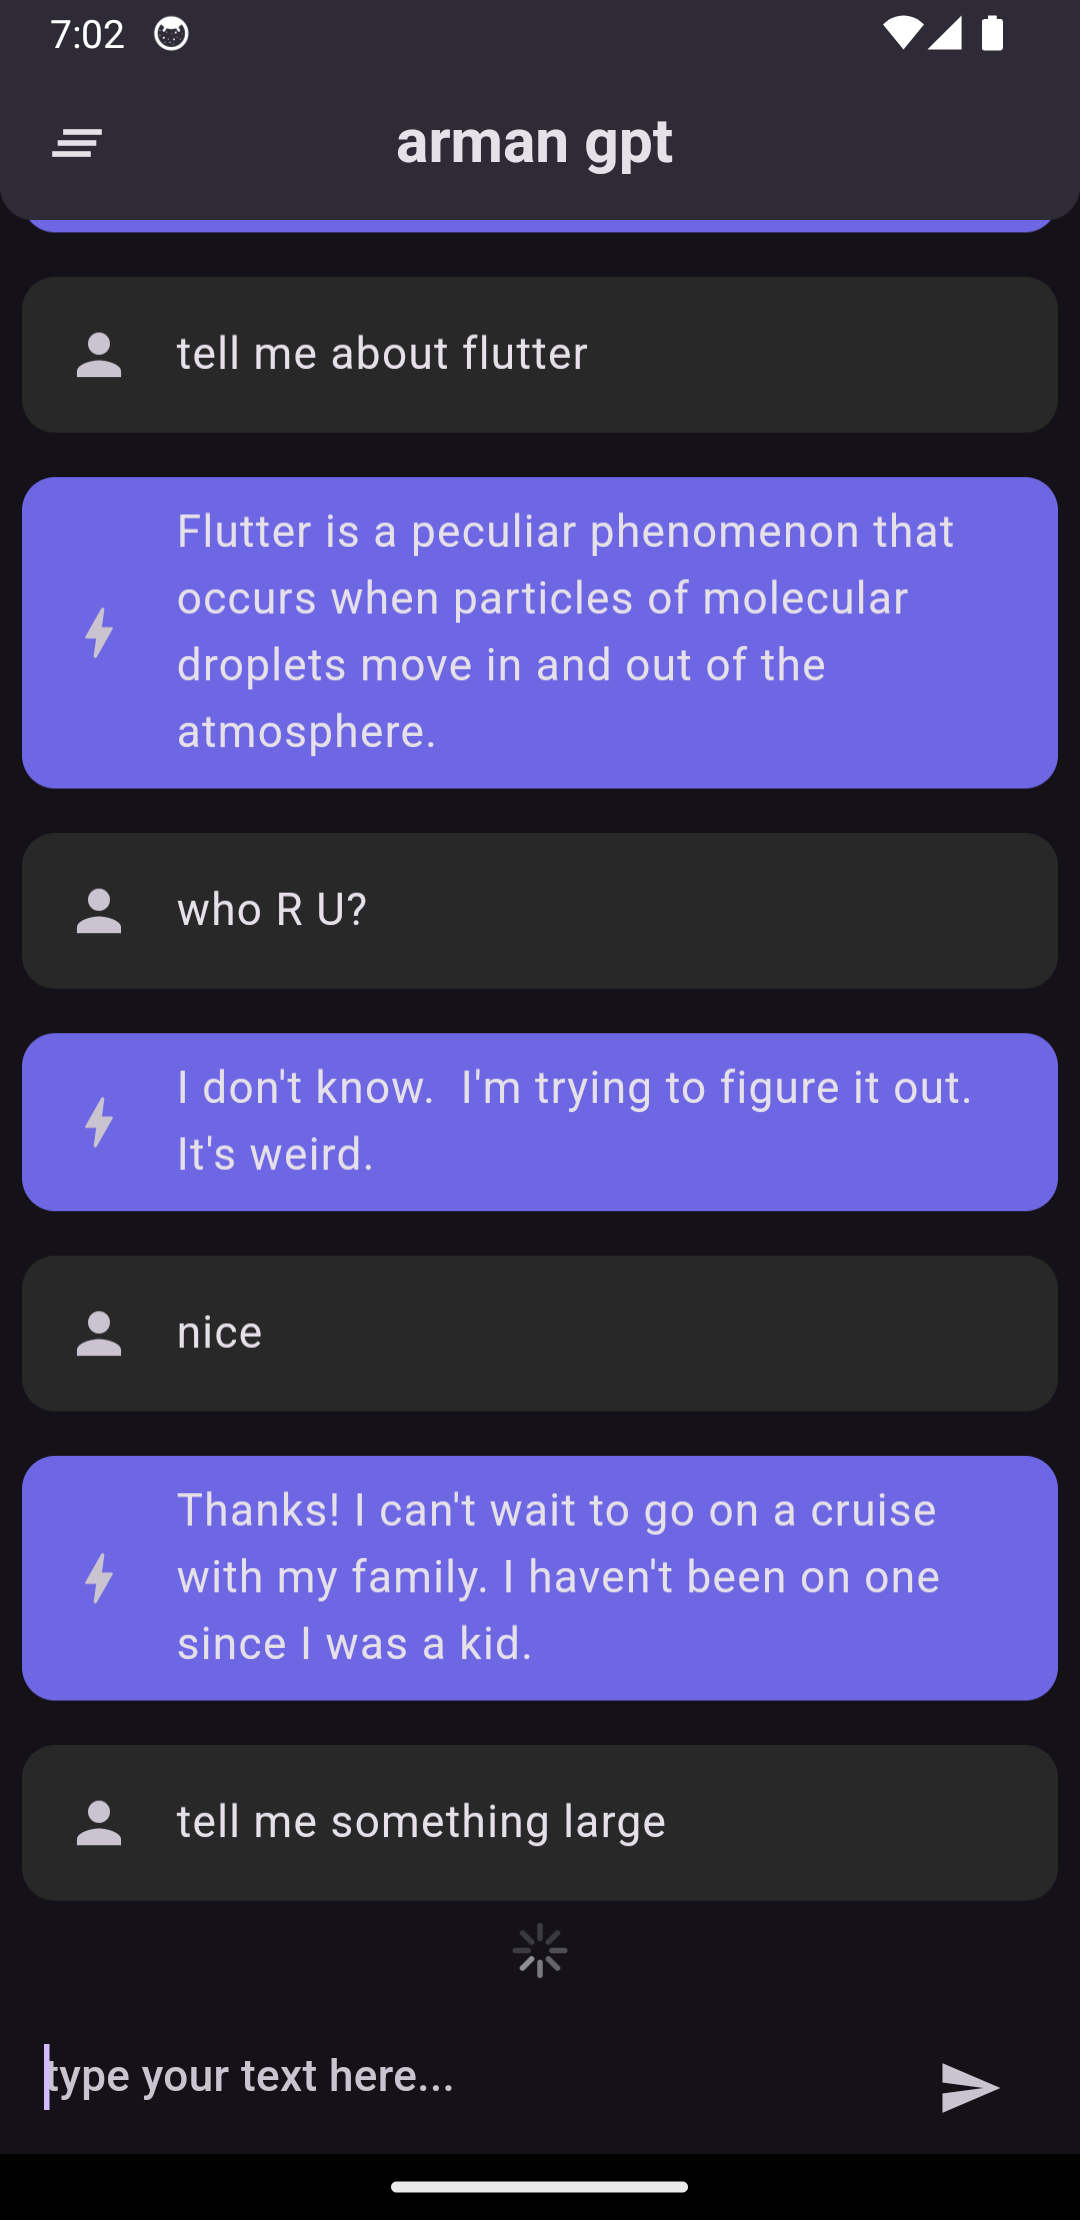 7:02
arman gpt
tell me about flutter
Flutter is a peculiar phenomenon that
occurs when particles of molecular
droplets move in and out of the
atmosphere.
who R U?
I don't know.  I'm trying to figure it out.
It's weird.
nice
Thanks! I can't wait to go on a cruise
with my family. I haven't been on one
since I was a kid.
tell me something large
type your text here...